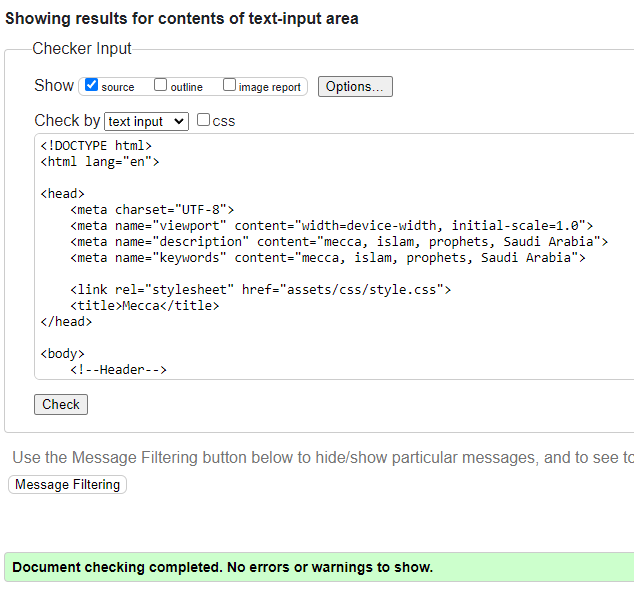 Showing results for contents of text-input area
Checker Input
Show source outline image report Options...
Check by text input css
<!DOCTYPE html>
<html lang="en">
<head>
<meta charset="UTF-8">
<meta name="viewport" content="width=device-width, initial-scale=1.0">
<meta name="description" content="mecca, islam, prophets, Saudi Arabia">
<meta name="keywords" content="mecca, islam, prophets, Saudi Arabia">
<link rel="stylesheet" href="assets/css/style.css">
<title>Mecca</title>
</head>
<body>
<!--Header-->
Check
Use the Message Filtering button below to hide/show particular messages, and to see
Message Filtering
Document checking completed. No errors or warnings to show.